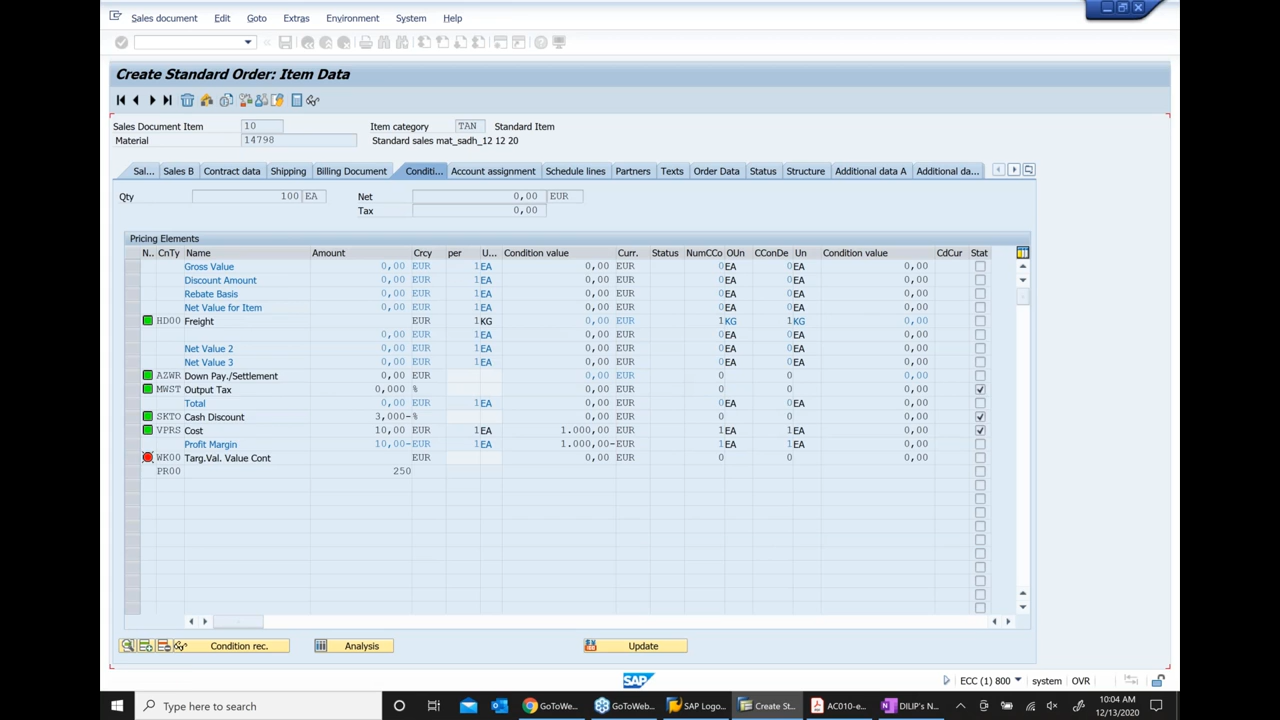 Sales document Edit Goto Extras Environment System Help
Create Standard Order: Item Data
Sales Document Item 10 Item category TAN Standard Item
Material 14798 Standard sales mat_sadh_12 12 20
Sal... Sales B Contract data Shipping Billing Document Conditi... Account assignment Schedule lines Partners Texts Order Data Status Structure Additional data A Additional da...
Qty 100 EA Net 0,00 EUR
Tax 0,00
Pricing Elements
N.. CnTy Name Amount Crcy per U... Condition value Curr. Status NumCCo OUn CConDe Un Condition value CdCur Stat
Gross Value 0,00 EUR 1 EA 0,00 EUR 0 EA 0 EA 0,00
Discount Amount 0,00 EUR 1 EA 0,00 EUR 0 EA 0 EA 0,00
Rebate Basis 0,00 EUR 1 EA 0,00 EUR 0 EA 0 EA 0,00
Net Value for Item 0,00 EUR 1 EA 0,00 EUR 0 EA 0 EA 0,00
HD00 Freight EUR 1 KG 0,00 EUR 1 KG 1 KG 0,00
0,00 EUR 1 EA 0,00 EUR 0 EA 0 EA 0,00
Net Value 2 0,00 EUR 1 EA 0,00 EUR 0 EA 0 EA 0,00
Net Value 3 0,00 EUR 1 EA 0,00 EUR 0 EA 0 EA 0,00
AZWR Down Pay./Settlement 0,00 EUR 0,00 EUR 0 0 0,00
MWST Output Tax 0,000 % 0,00 EUR 0 0 0,00
Total 0,00 EUR 1 EA 0,00 EUR 0 EA 0 EA 0,00
SKTO Cash Discount 3,000- % 0,00 EUR 0 0 0,00
VPRS Cost 10,00 EUR 1 EA 1.000,00 EUR 1 EA 1 EA 0,00
Profit Margin 10,00- EUR 1 EA 1.000,00- EUR 1 EA 1 EA 0,00
WK00 Targ.Val. Value Cont EUR 0,00 EUR 0 0 0,00
PR00 250
Condition rec. Analysis Update
SAP ECC (1) 800 system OVR
Type here to search GoToWe... GoToWeb... SAP Logo... Create St... AC010-e... DILIP's N... 10:04 AM
12/13/2020